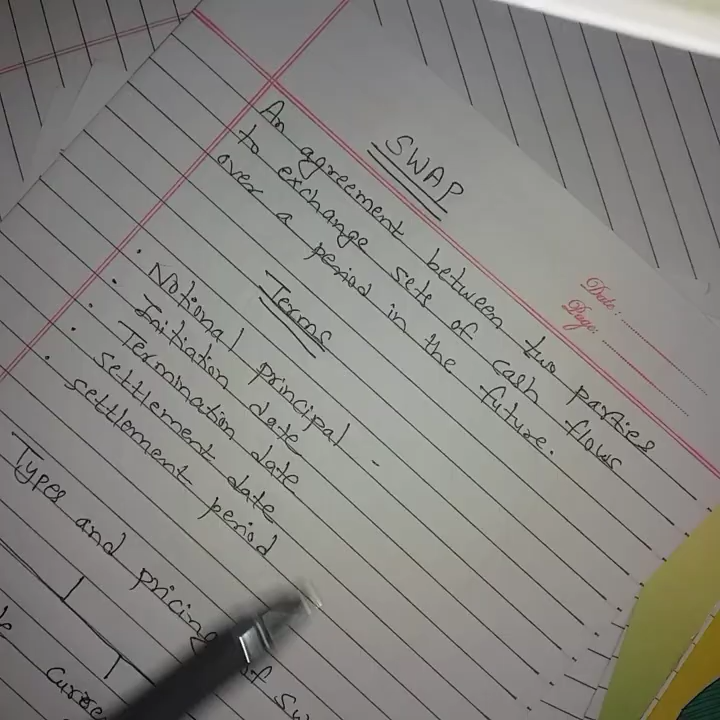 SWAP
An agreement between two parties
to exchange sets of cash flows
over a period in the future.
Date:
Page:
Terms
• Notional principal -
• Initiation date
• Termination date
• settlement date
• settlement period
Types and pricing of